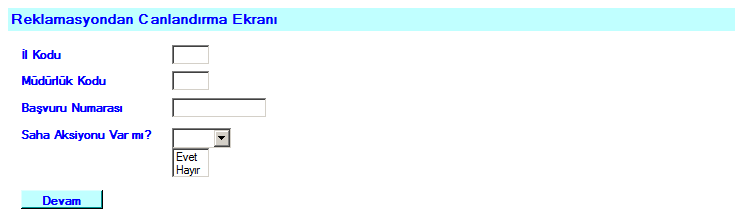 Reklamasyondan Canlandırma Ekranı
İl Kodu
Müdürlük Kodu
Başvuru Numarası
Saha Aksiyonu Var mı?
Evet
Hayır
Devam